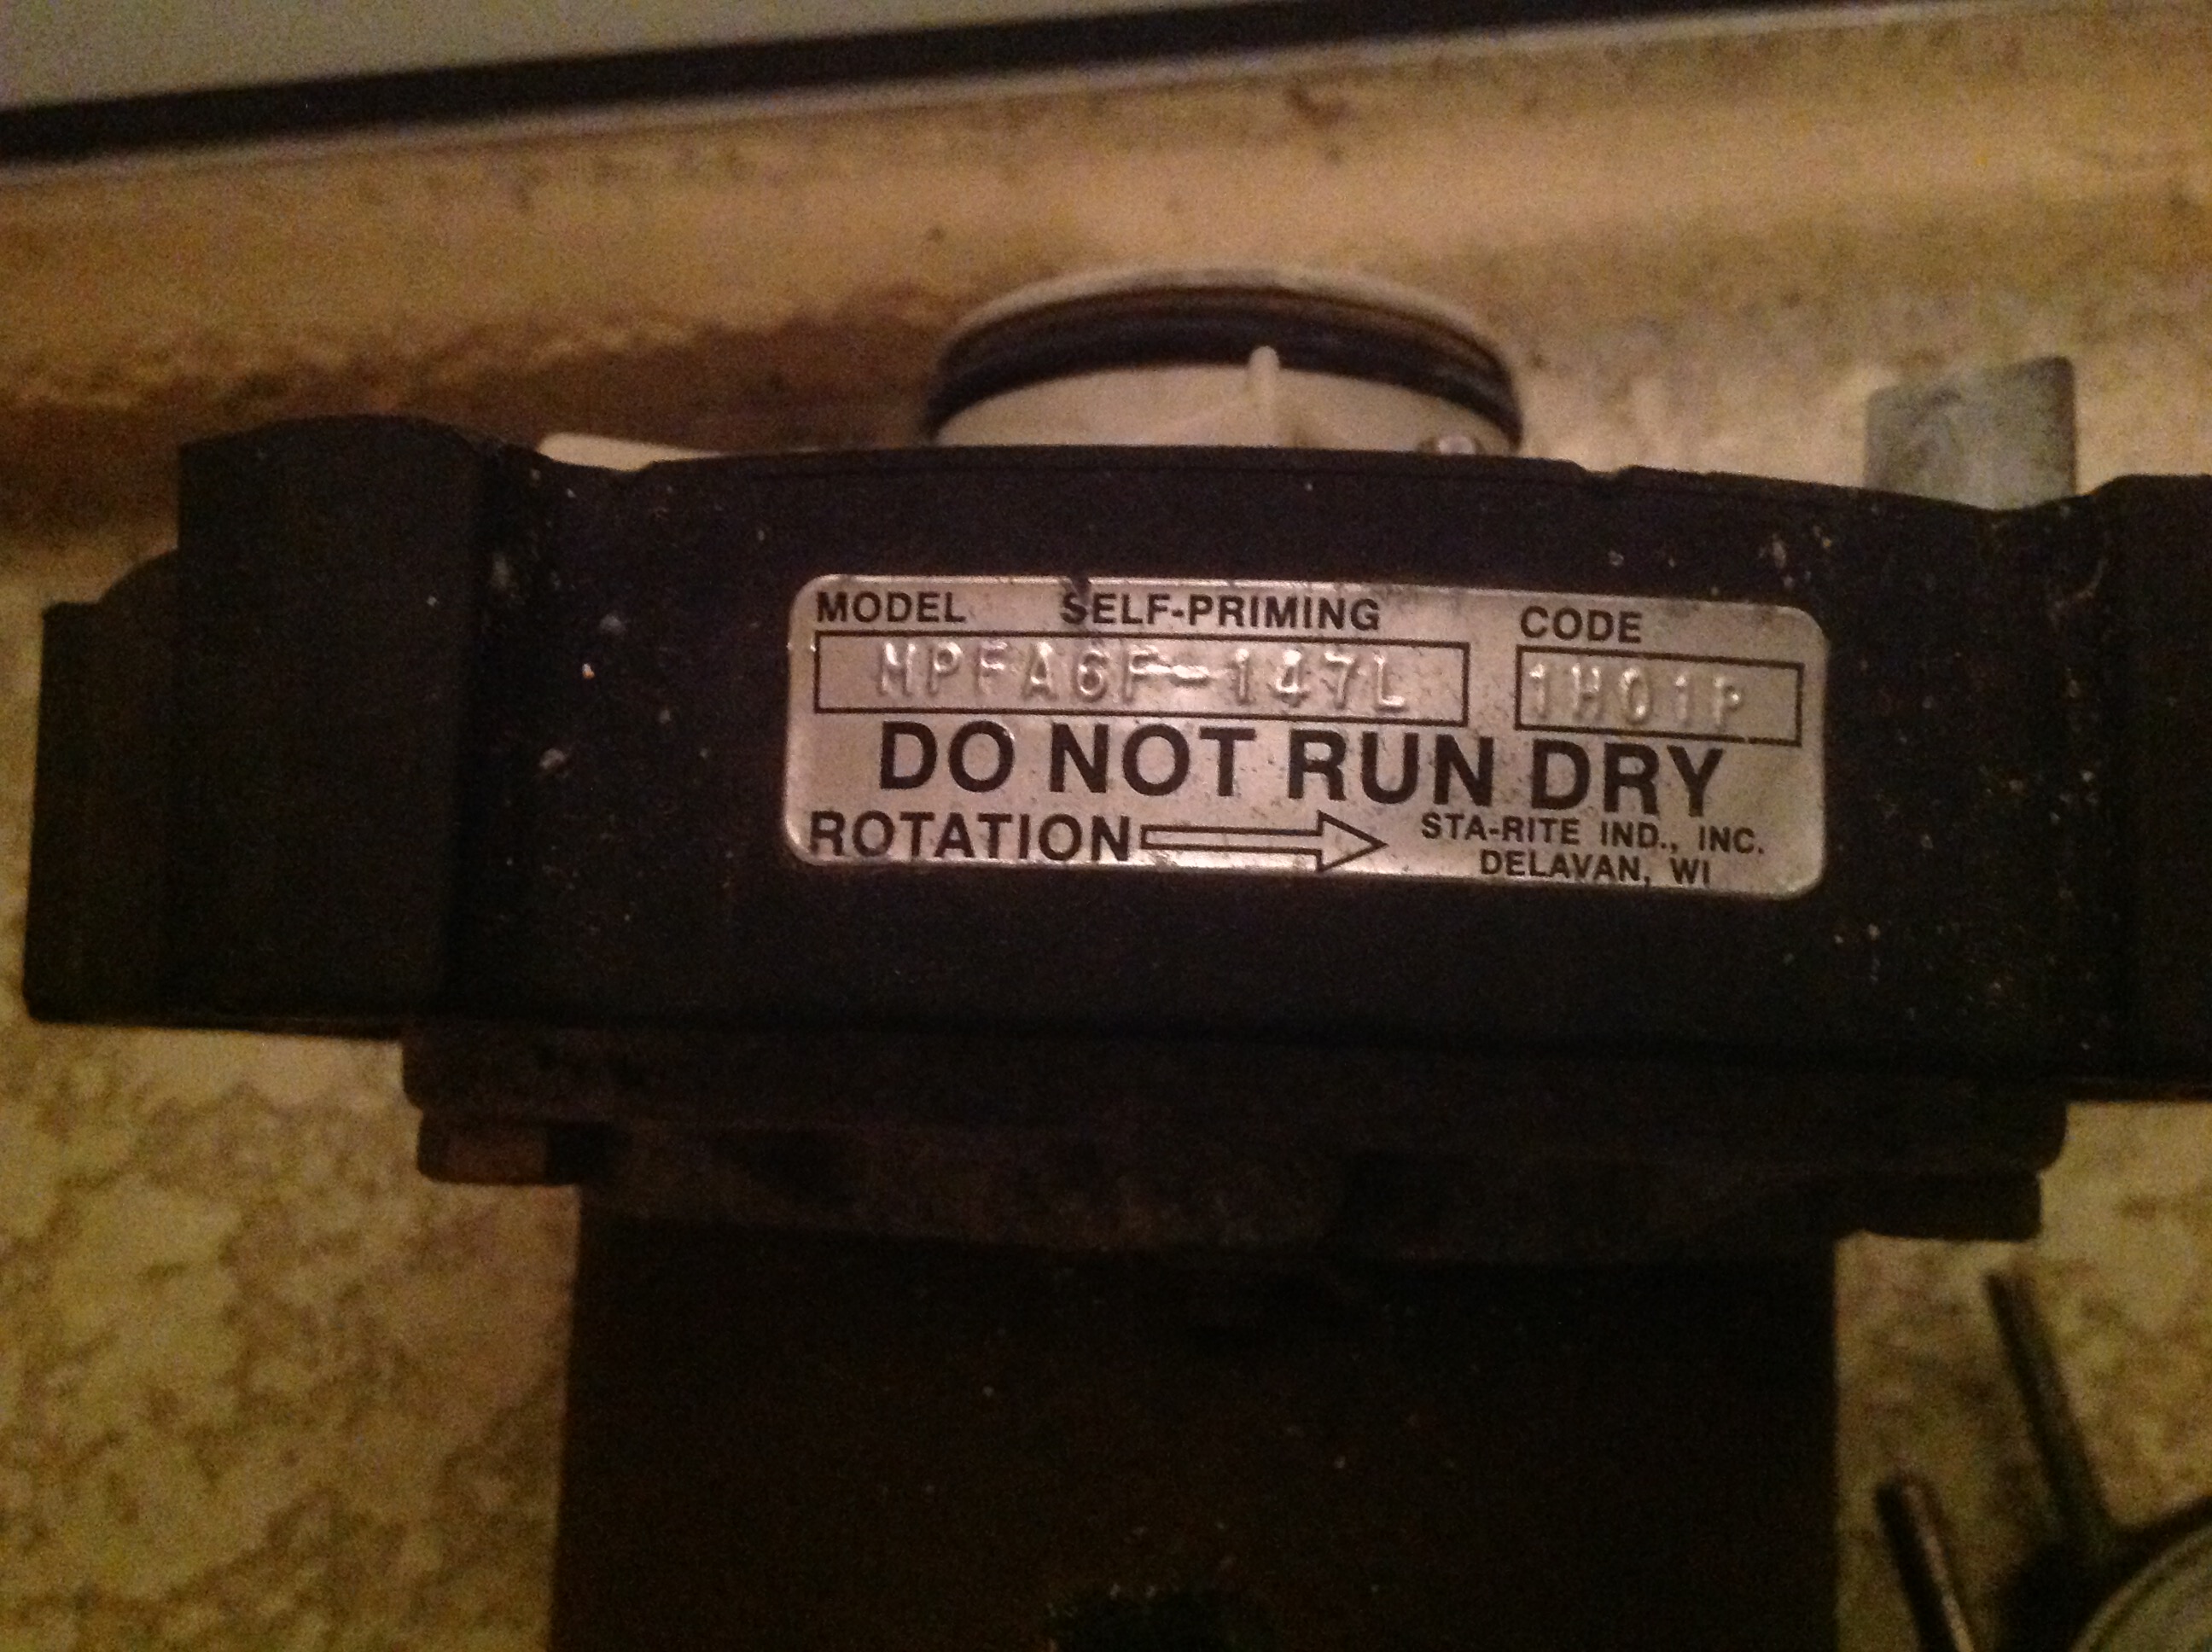 MODEL SELF-PRIMING CODE
MPFA6F-147L 1H01P
DO NOT RUN DRY
ROTATION
STA-RITE IND., INC.
DELAVAN, WI